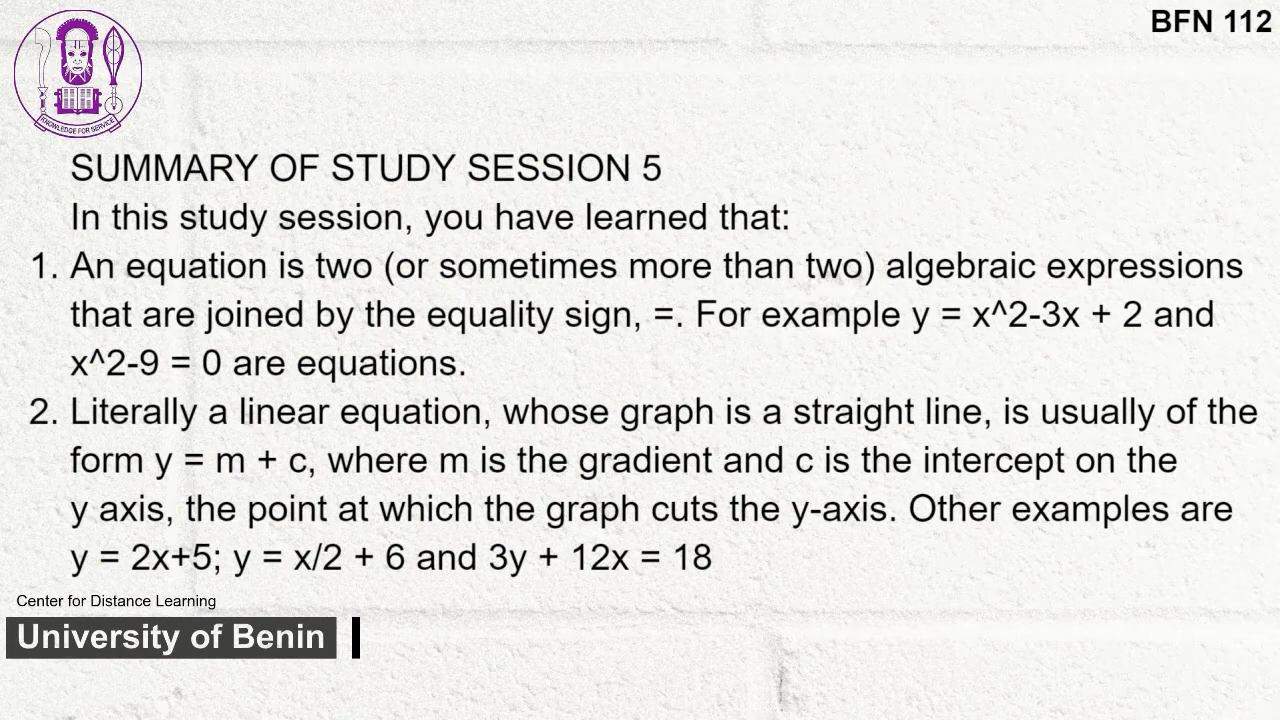 BFN 112
KNOWLEDGE FOR SERVICE
SUMMARY OF STUDY SESSION 5
In this study session, you have learned that:
1. An equation is two (or sometimes more than two) algebraic expressions
that are joined by the equality sign, =. For example y = x^2-3x + 2 and
x^2-9 = 0 are equations.
2. Literally a linear equation, whose graph is a straight line, is usually of the
form y = m + c, where m is the gradient and c is the intercept on the
y axis, the point at which the graph cuts the y-axis. Other examples are
y = 2x+5; y = x/2 + 6 and 3y + 12x = 18
Center for Distance Learning
University of Benin